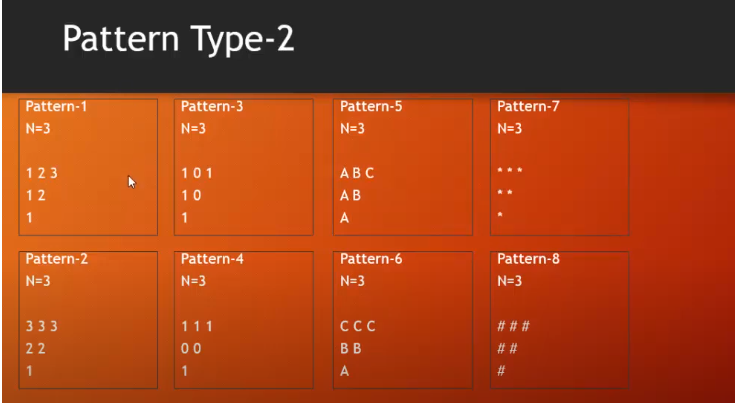 Pattern Type-2
Pattern-1
N=3
1 2 3
1 2
1
Pattern-3
N=3
1 0 1
1 0
1
Pattern-5
N=3
A B C
A B
A
Pattern-7
N=3
* * *
* *
*
Pattern-2
N=3
3 3 3
2 2
1
Pattern-4
N=3
1 1 1
0 0
1
Pattern-6
N=3
C C C
B B
A
Pattern-8
N=3
# # #
# #
#